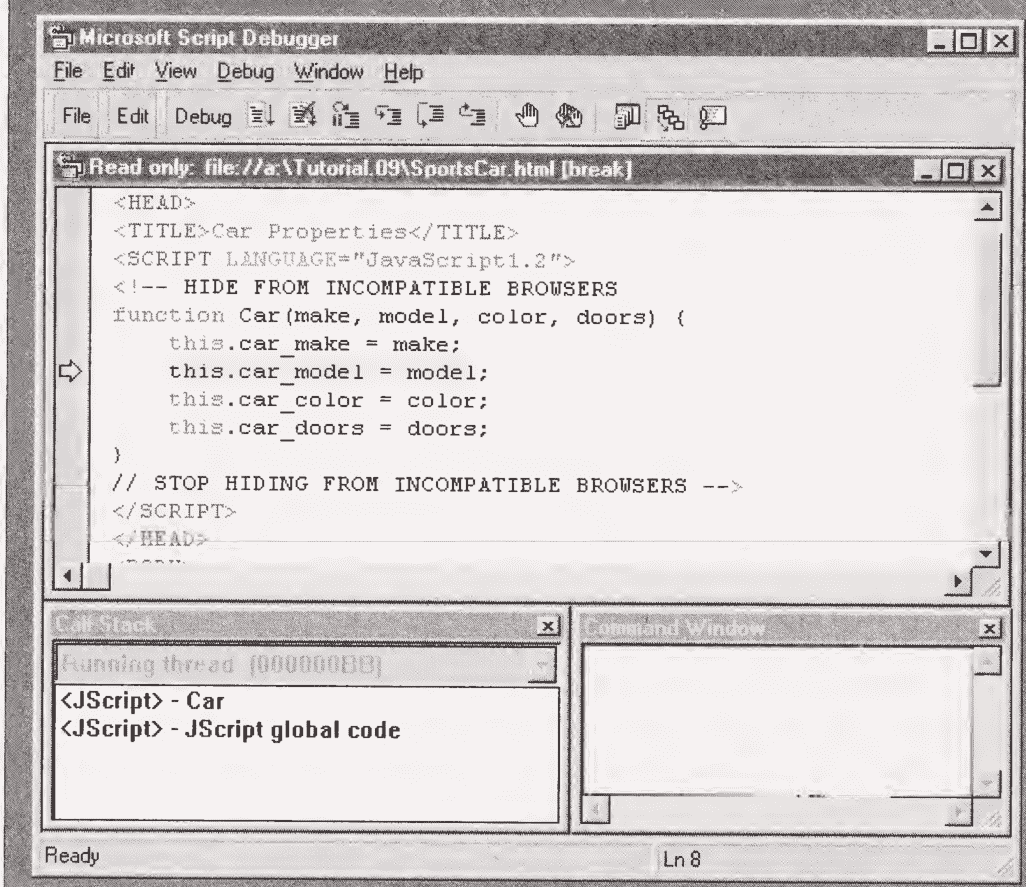 Microsoft Script Debugger
File Edit View Debug Window Help
File Edit Debug
Read only: file://a:\Tutorial.09\SportsCar.html [break]
<HEAD>
<TITLE>Car Properties</TITLE>
<SCRIPT LANGUAGE="JavaScript1.2">
<!-- HIDE FROM INCOMPATIBLE BROWSERS
function Car(make, model, color, doors) {
this.car_make = make;
this.car_model = model;
this.car_color = color;
this.car_doors = doors;
}
// STOP HIDING FROM INCOMPATIBLE BROWSERS -->
</SCRIPT>
</HEAD>
Call Stack
Running thread (000000BB)
<JScript> - Car
<JScript> - JScript global code
Command Window
Ready
Ln 8